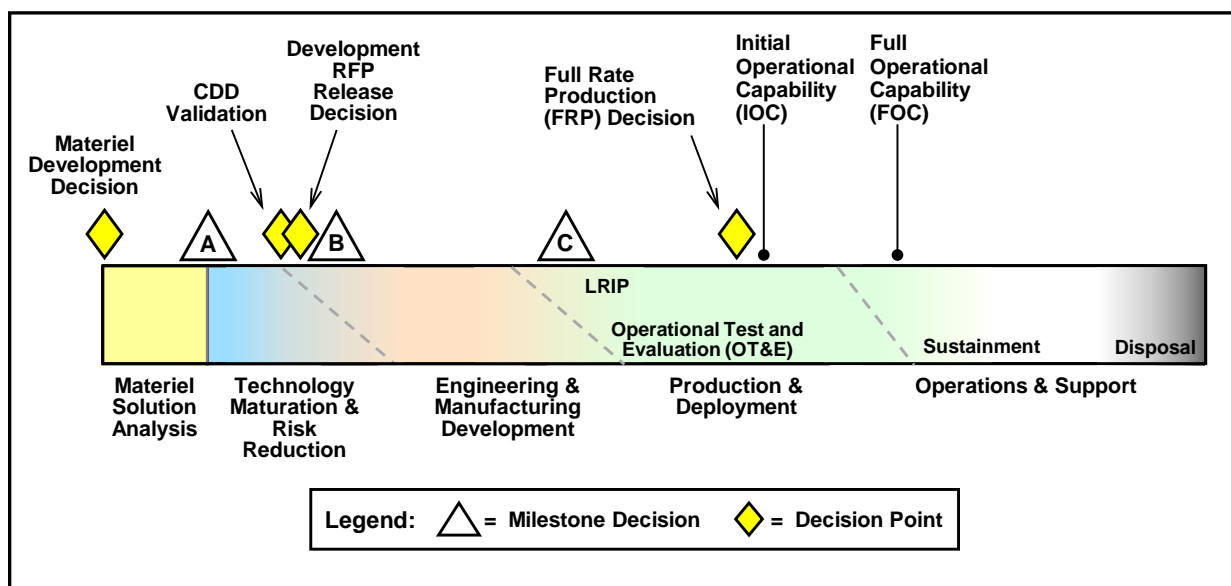 Materiel
Development
Decision
CDD
Validation
Development
RFP
Release
Decision
Full Rate
Production
(FRP) Decision
Initial
Operational
Capability
(IOC)
Full
Operational
Capability
(FOC)
A
B
C
LRIP
Operational Test and
Evaluation (OT&E)
Sustainment
Disposal
Materiel
Solution
Analysis
Technology
Maturation &
Risk
Reduction
Engineering &
Manufacturing
Development
Production &
Deployment
Operations & Support
Legend: = Milestone Decision = Decision Point